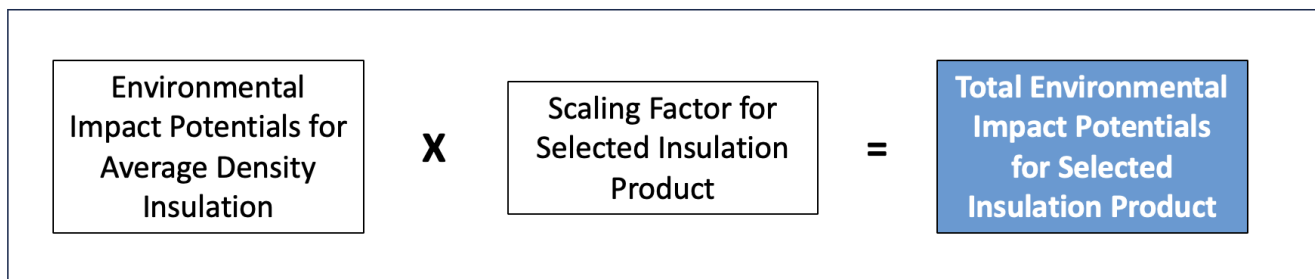 Environmental
Impact Potentials for
Average Density
Insulation
X
Scaling Factor for
Selected Insulation
Product
=
Total Environmental
Impact Potentials
for Selected
Insulation Product